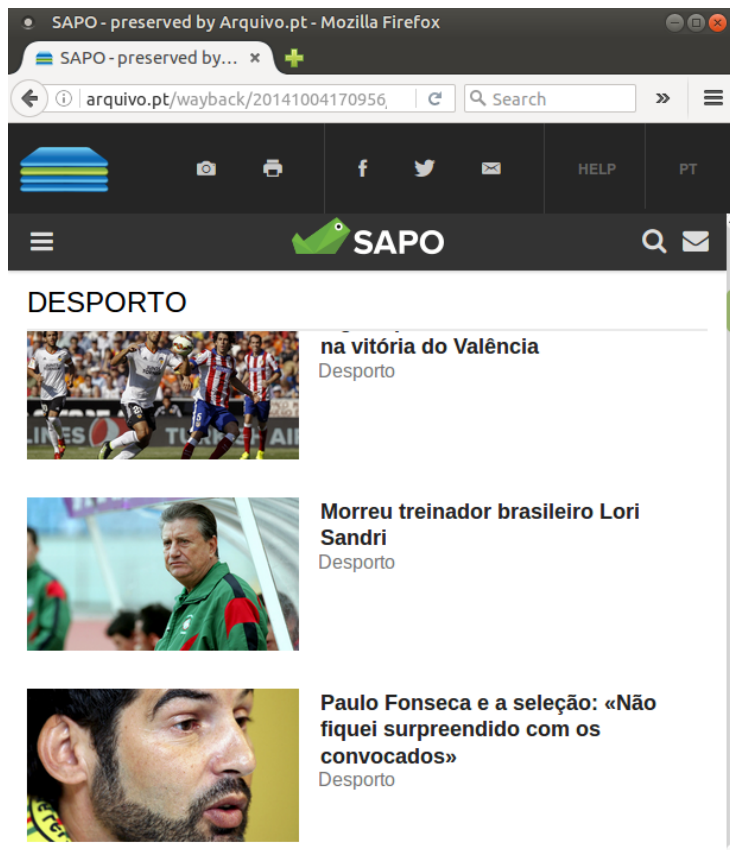 SAPO - preserved by Arquivo.pt - Mozilla Firefox
SAPO - preserved by...
arquivo.pt/wayback/20141004170956
Search
HELP
PT
SAPO
DESPORTO
na vitória do Valência
Desporto
Morreu treinador brasileiro Lori
Sandri
Desporto
Paulo Fonseca e a seleção: «Não
fiquei surpreendido com os
convocados»
Desporto